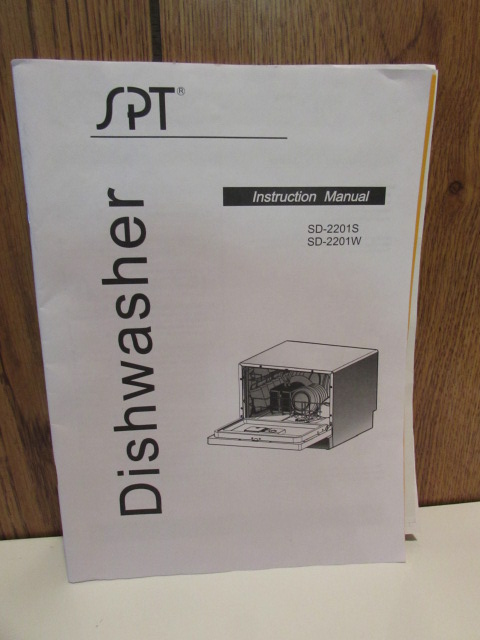 SPT®
Instruction Manual
SD-2201S
SD-2201W
Dishwasher